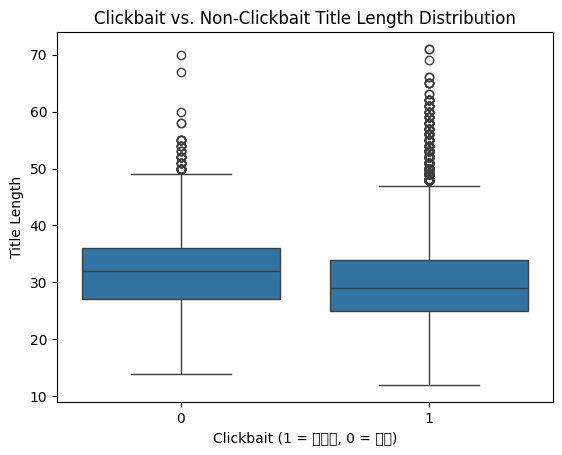 Clickbait vs. Non-Clickbait Title Length Distribution
70
60
50
40
30
20
10
Title Length
0 1
Clickbait (1 = □□□, 0 = □□)